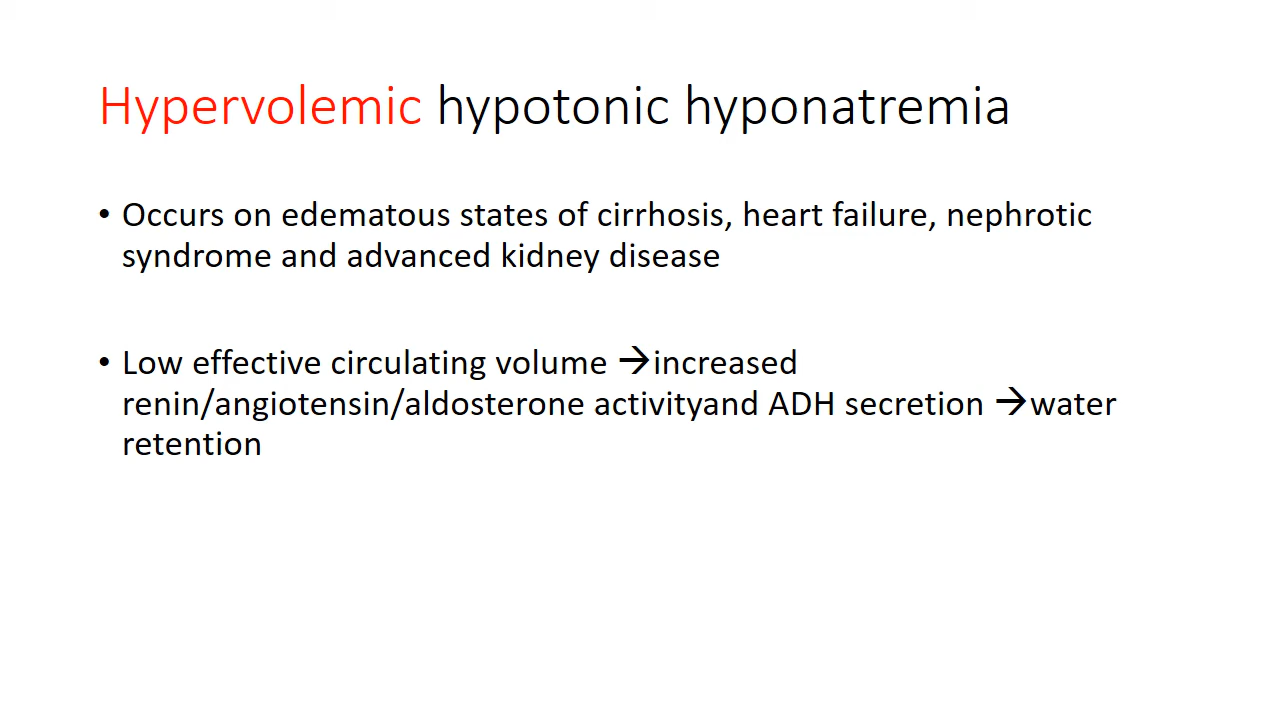 Hypervolemic hypotonic hyponatremia
• Occurs on edematous states of cirrhosis, heart failure, nephrotic
syndrome and advanced kidney disease
• Low effective circulating volume →increased
renin/angiotensin/aldosterone activityand ADH secretion →water
retention